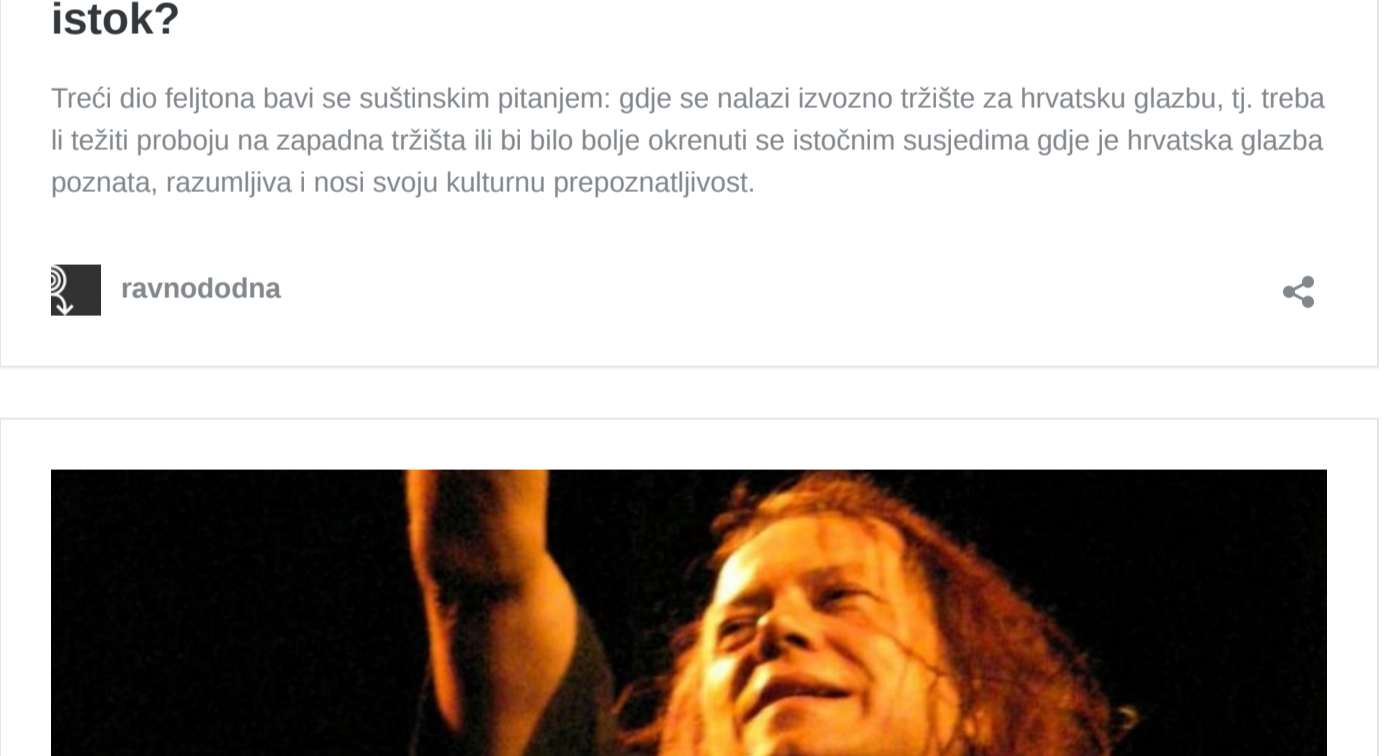 istok?
Treći dio feljtona bavi se suštinskim pitanjem: gdje se nalazi izvozno tržište za hrvatsku glazbu, tj. treba
li težiti proboju na zapadna tržišta ili bi bilo bolje okrenuti se istočnim susjedima gdje je hrvatska glazba
poznata, razumljiva i nosi svoju kulturnu prepoznatljivost.
ravnododna